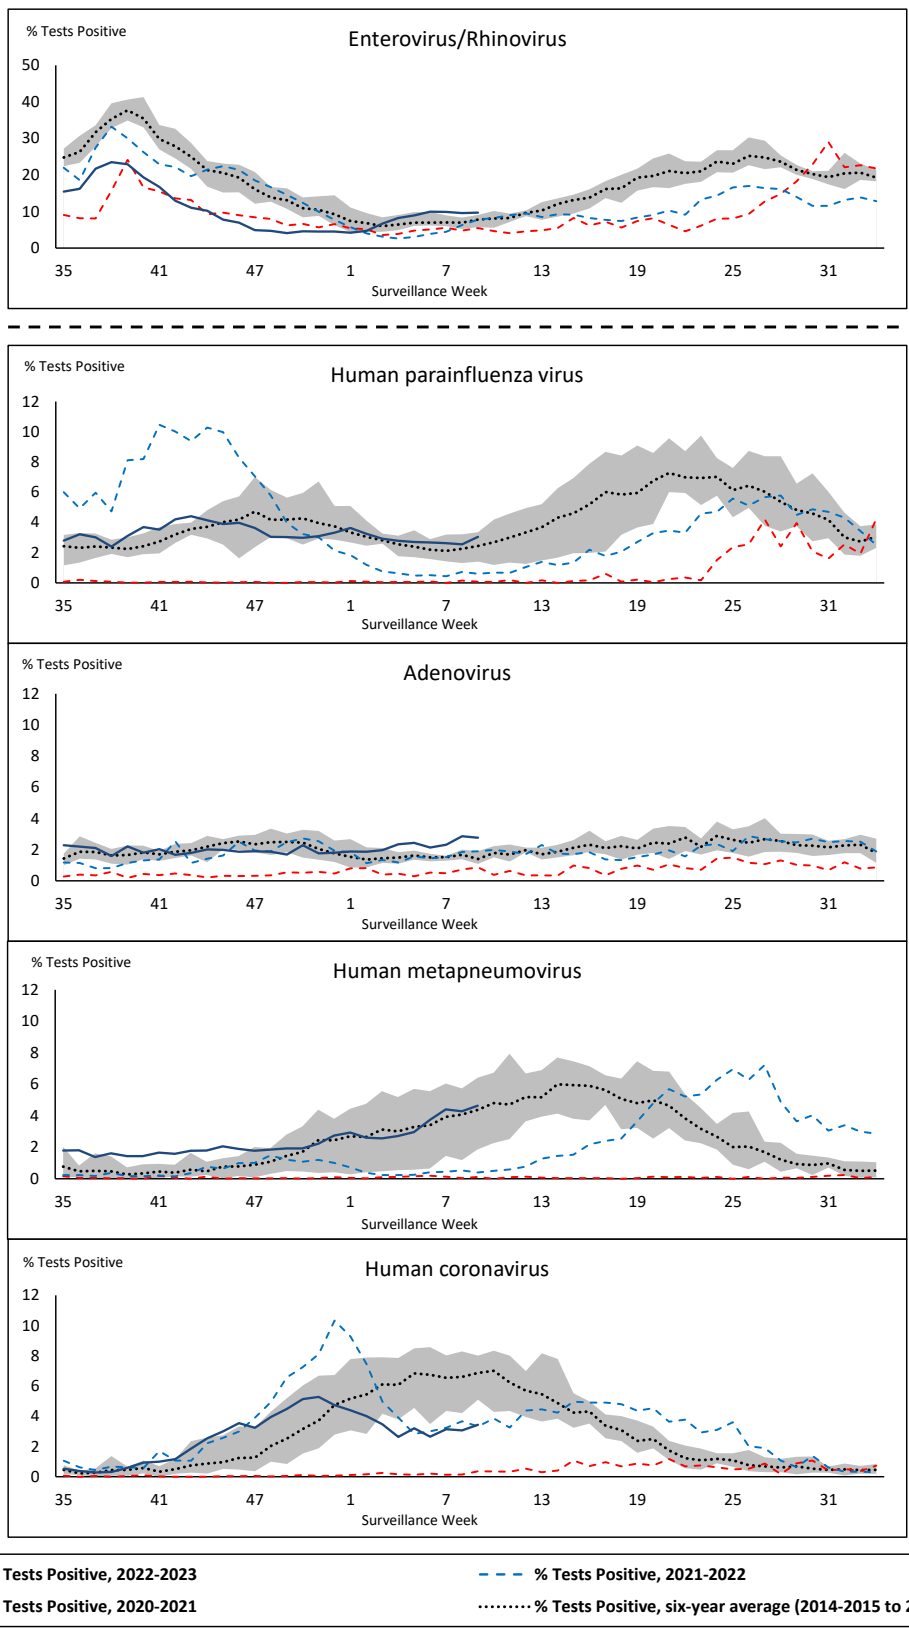 % Tests Positive
Enterovirus/Rhinovirus
50
40
30
20
10
0
35 41 47 1 7 13 19 25 31
Surveillance Week
% Tests Positive
Human parainfluenza virus
12
10
8
6
4
2
0
35 41 47 1 7 13 19 25 31
Surveillance Week
% Tests Positive
Adenovirus
12
10
8
6
4
2
0
35 41 47 1 7 13 19 25 31
Surveillance Week
% Tests Positive
Human metapneumovirus
12
10
8
6
4
2
0
35 41 47 1 7 13 19 25 31
Surveillance Week
% Tests Positive
Human coronavirus
12
10
8
6
4
2
0
35 41 47 1 7 13 19 25 31
Surveillance Week
Tests Positive, 2022-2023 % Tests Positive, 2021-2022
Tests Positive, 2020-2021 % Tests Positive, six-year average (2014-2015 to